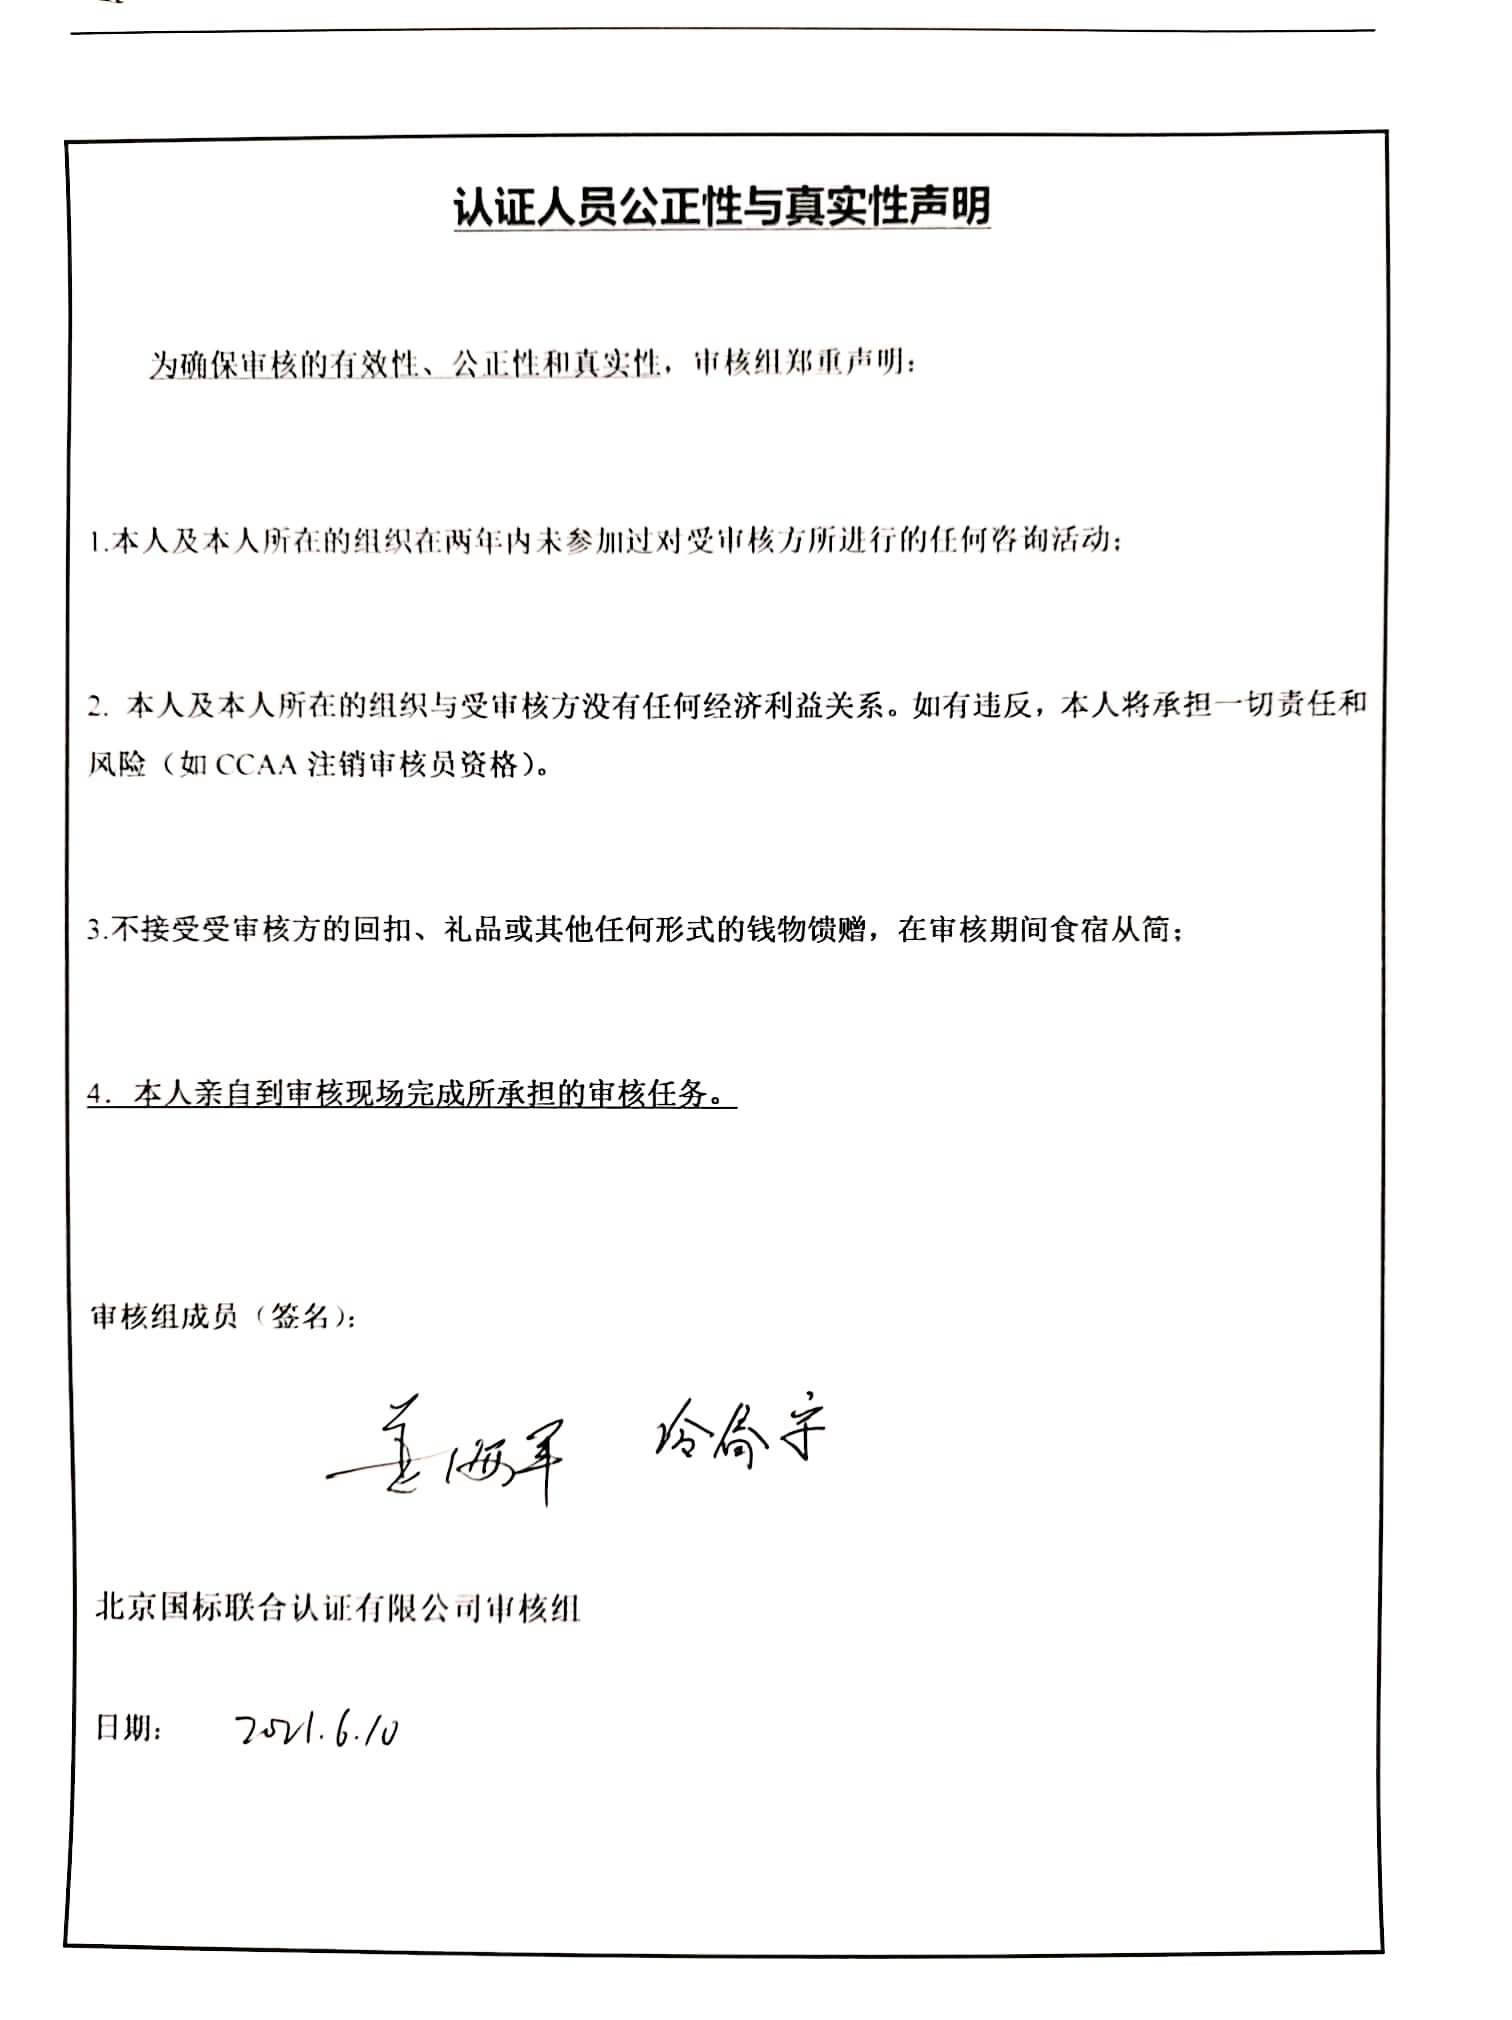 认证人员公正性与真实性声明
为确保审核的有效性、公正性和真实性，审核组郑重声明：
1.本人及本人所在的组织在两年内未参加过对受审核方所进行的任何咨询活动；
2. 本人及本人所在的组织与受审核方没有任何经济利益关系。如有违反，本人将承担一切责任和
风险（如 CCAA 注销审核员资格）。
3.不接受受审核方的回扣、礼品或其他任何形式的钱物馈赠，在审核期间食宿从简；
4．本人亲自到审核现场完成所承担的审核任务。
审核组成员（签名）：
姜海军
北京国标联合认证有限公司审核组
日期： 2021.6.10